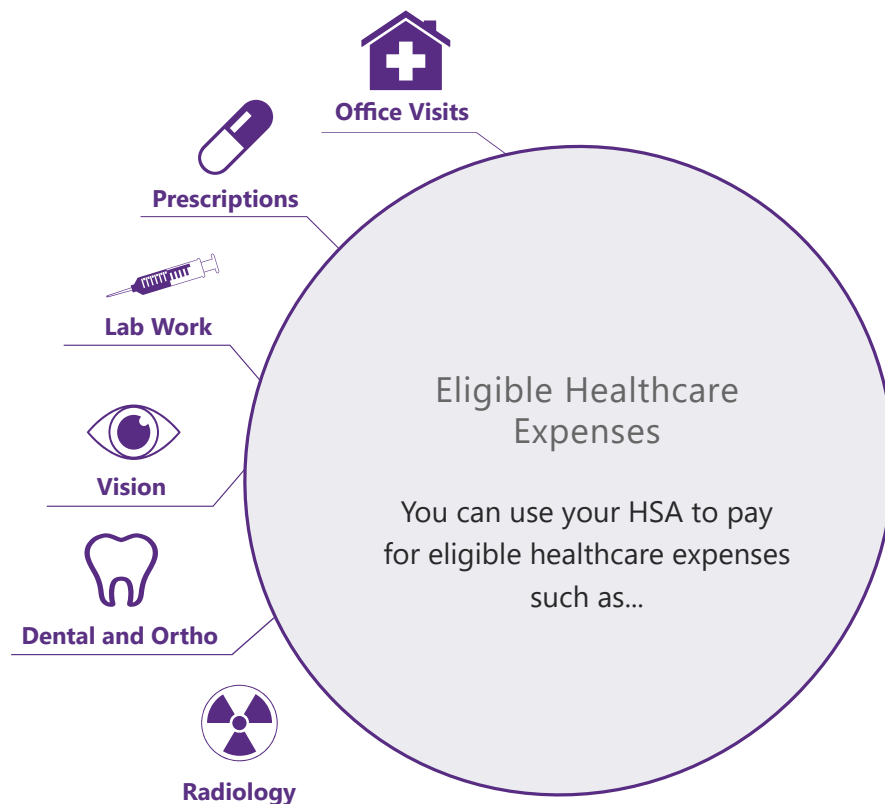 Office Visits
Prescriptions
Lab Work
Vision
Dental and Ortho
Radiology
Eligible Healthcare
Expenses
You can use your HSA to pay
for eligible healthcare expenses
such as...